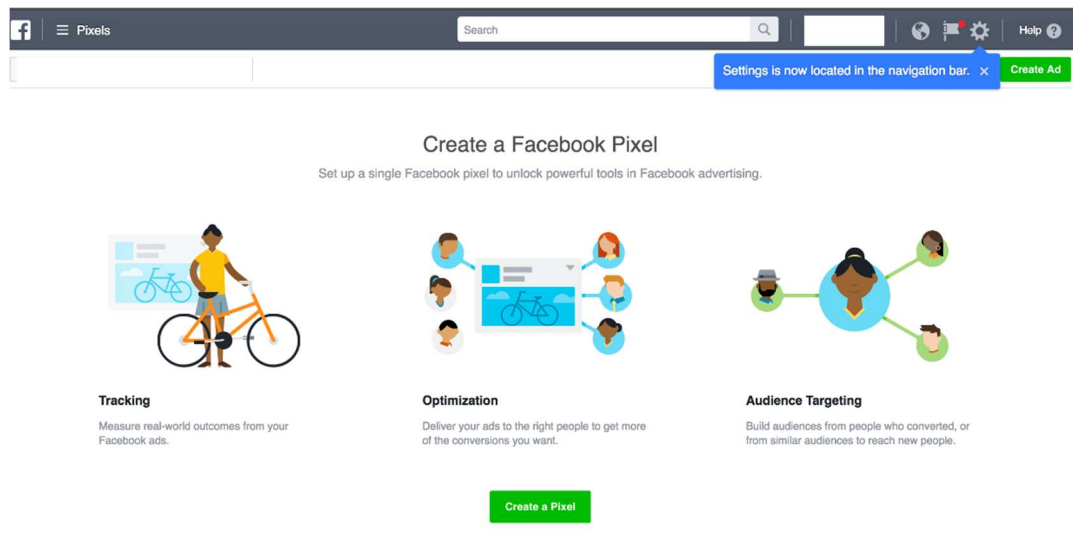 f
Pixels
Search
Help ?
Settings is now located in the navigation bar. ×
Create Ad
Create a Facebook Pixel
Set up a single Facebook pixel to unlock powerful tools in Facebook advertising.
Tracking
Measure real-world outcomes from your
Facebook ads.
Optimization
Deliver your ads to the right people to get more
of the conversions you want.
Audience Targeting
Build audiences from people who converted, or
from similar audiences to reach new people.
Create a Pixel